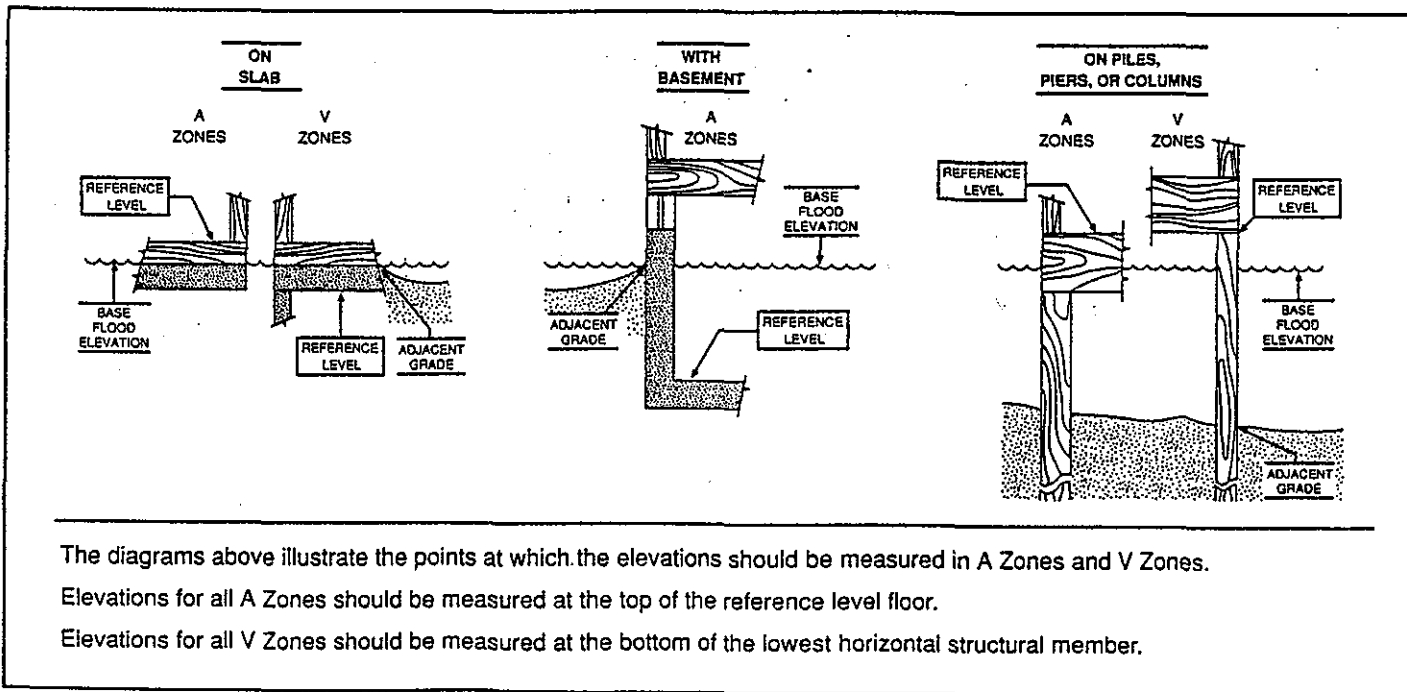 ON
SLAB
A
ZONES
V
ZONES
REFERENCE
LEVEL
BASE
FLOOD
ELEVATION
REFERENCE
LEVEL
ADJACENT
GRADE
WITH
BASEMENT
A
ZONES
BASE
FLOOD
ELEVATION
ADJACENT
GRADE
REFERENCE
LEVEL
ON PILES,
PIERS, OR COLUMNS
A
ZONES
V
ZONES
REFERENCE
LEVEL
REFERENCE
LEVEL
BASE
FLOOD
ELEVATION
ADJACENT
GRADE
The diagrams above illustrate the points at which the elevations should be measured in A Zones and V Zones.
Elevations for all A Zones should be measured at the top of the reference level floor.
Elevations for all V Zones should be measured at the bottom of the lowest horizontal structural member.